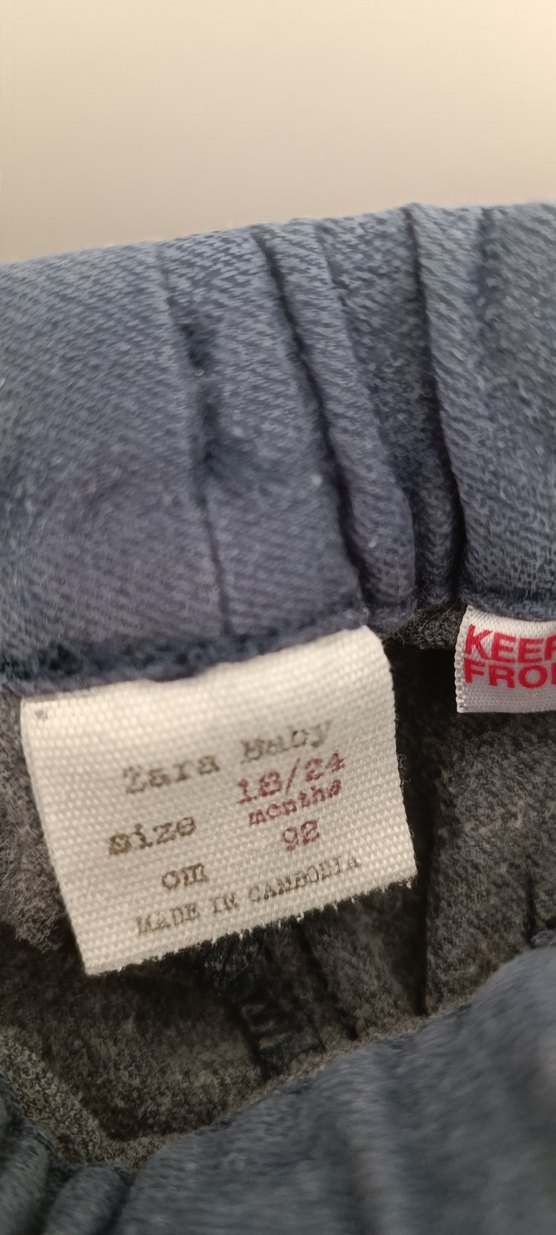 Zara Baby
size 18/24
months
cm 92
MADE IN CAMBODIA
KEEP
FRO